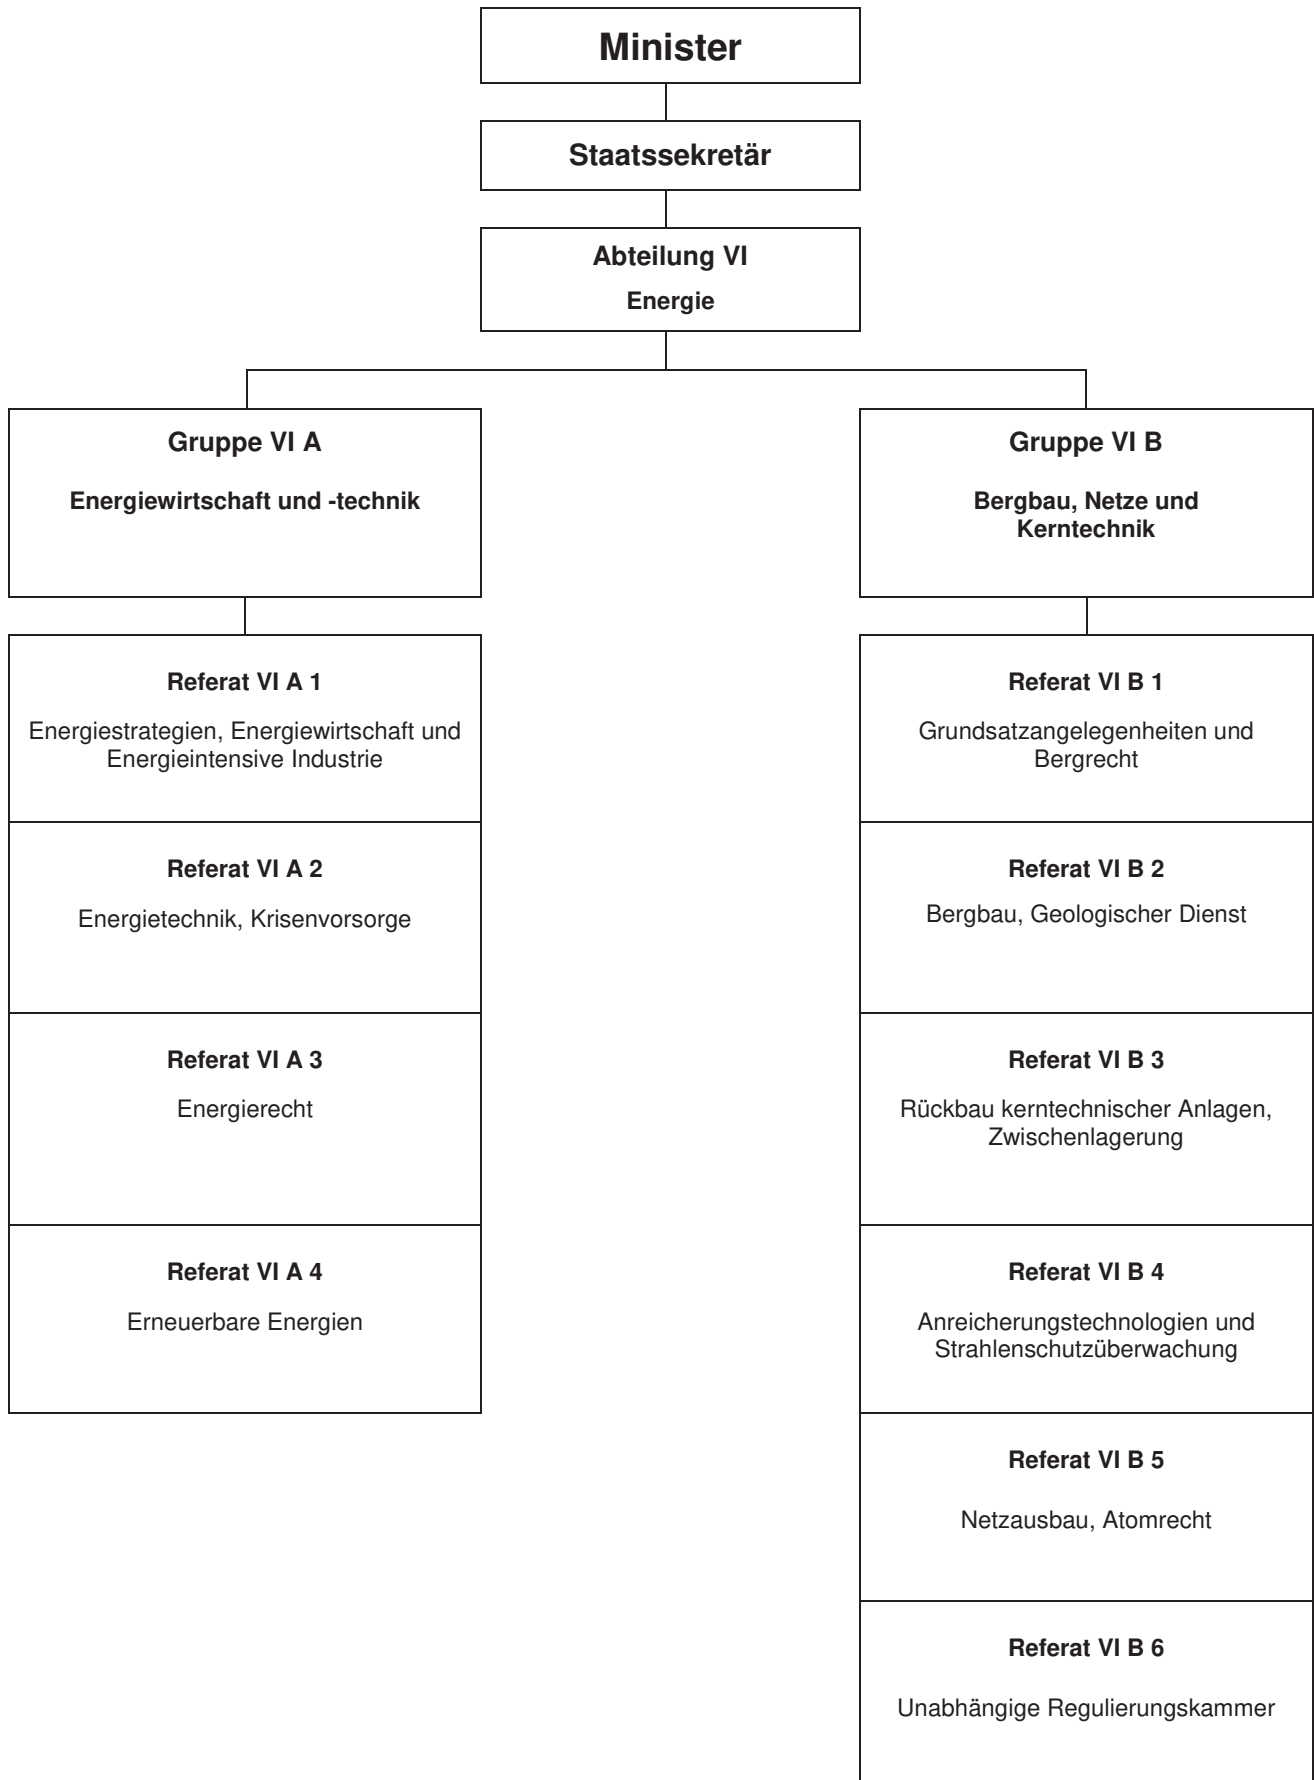 Minister
Staatssekretär
Abteilung VI
Energie
Gruppe VI A
Energiewirtschaft und -technik
Gruppe VI B
Bergbau, Netze und
Kerntechnik
Referat VI A 1
Energiestrategien, Energiewirtschaft und
Energieintensive Industrie
Referat VI A 2
Energietechnik, Krisenvorsorge
Referat VI A 3
Energierecht
Referat VI A 4
Erneuerbare Energien
Referat VI B 1
Grundsatzangelegenheiten und
Bergrecht
Referat VI B 2
Bergbau, Geologischer Dienst
Referat VI B 3
Rückbau kerntechnischer Anlagen,
Zwischenlagerung
Referat VI B 4
Anreicherungstechnologien und
Strahlenschutzüberwachung
Referat VI B 5
Netzausbau, Atomrecht
Referat VI B 6
Unabhängige Regulierungskammer